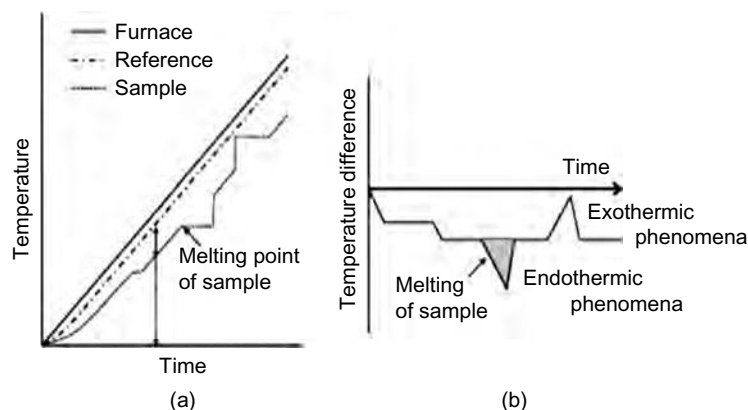 Furnace
Reference
Sample
Temperature
Melting point
of sample
Time
(a)
Temperature difference
Time
Exothermic
phenomena
Melting
of sample
Endothermic
phenomena
(b)